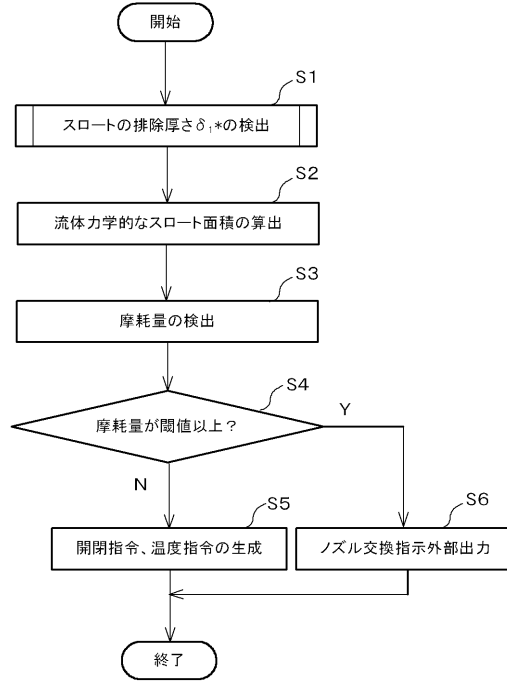 開始
S1
スロートの排除厚さδ₁*の検出
S2
流体力学的なスロート面積の算出
S3
摩耗量の検出
S4
摩耗量が閾値以上？
Y
N
S5
開閉指令、温度指令の生成
S6
ノズル交換指示外部出力
終了